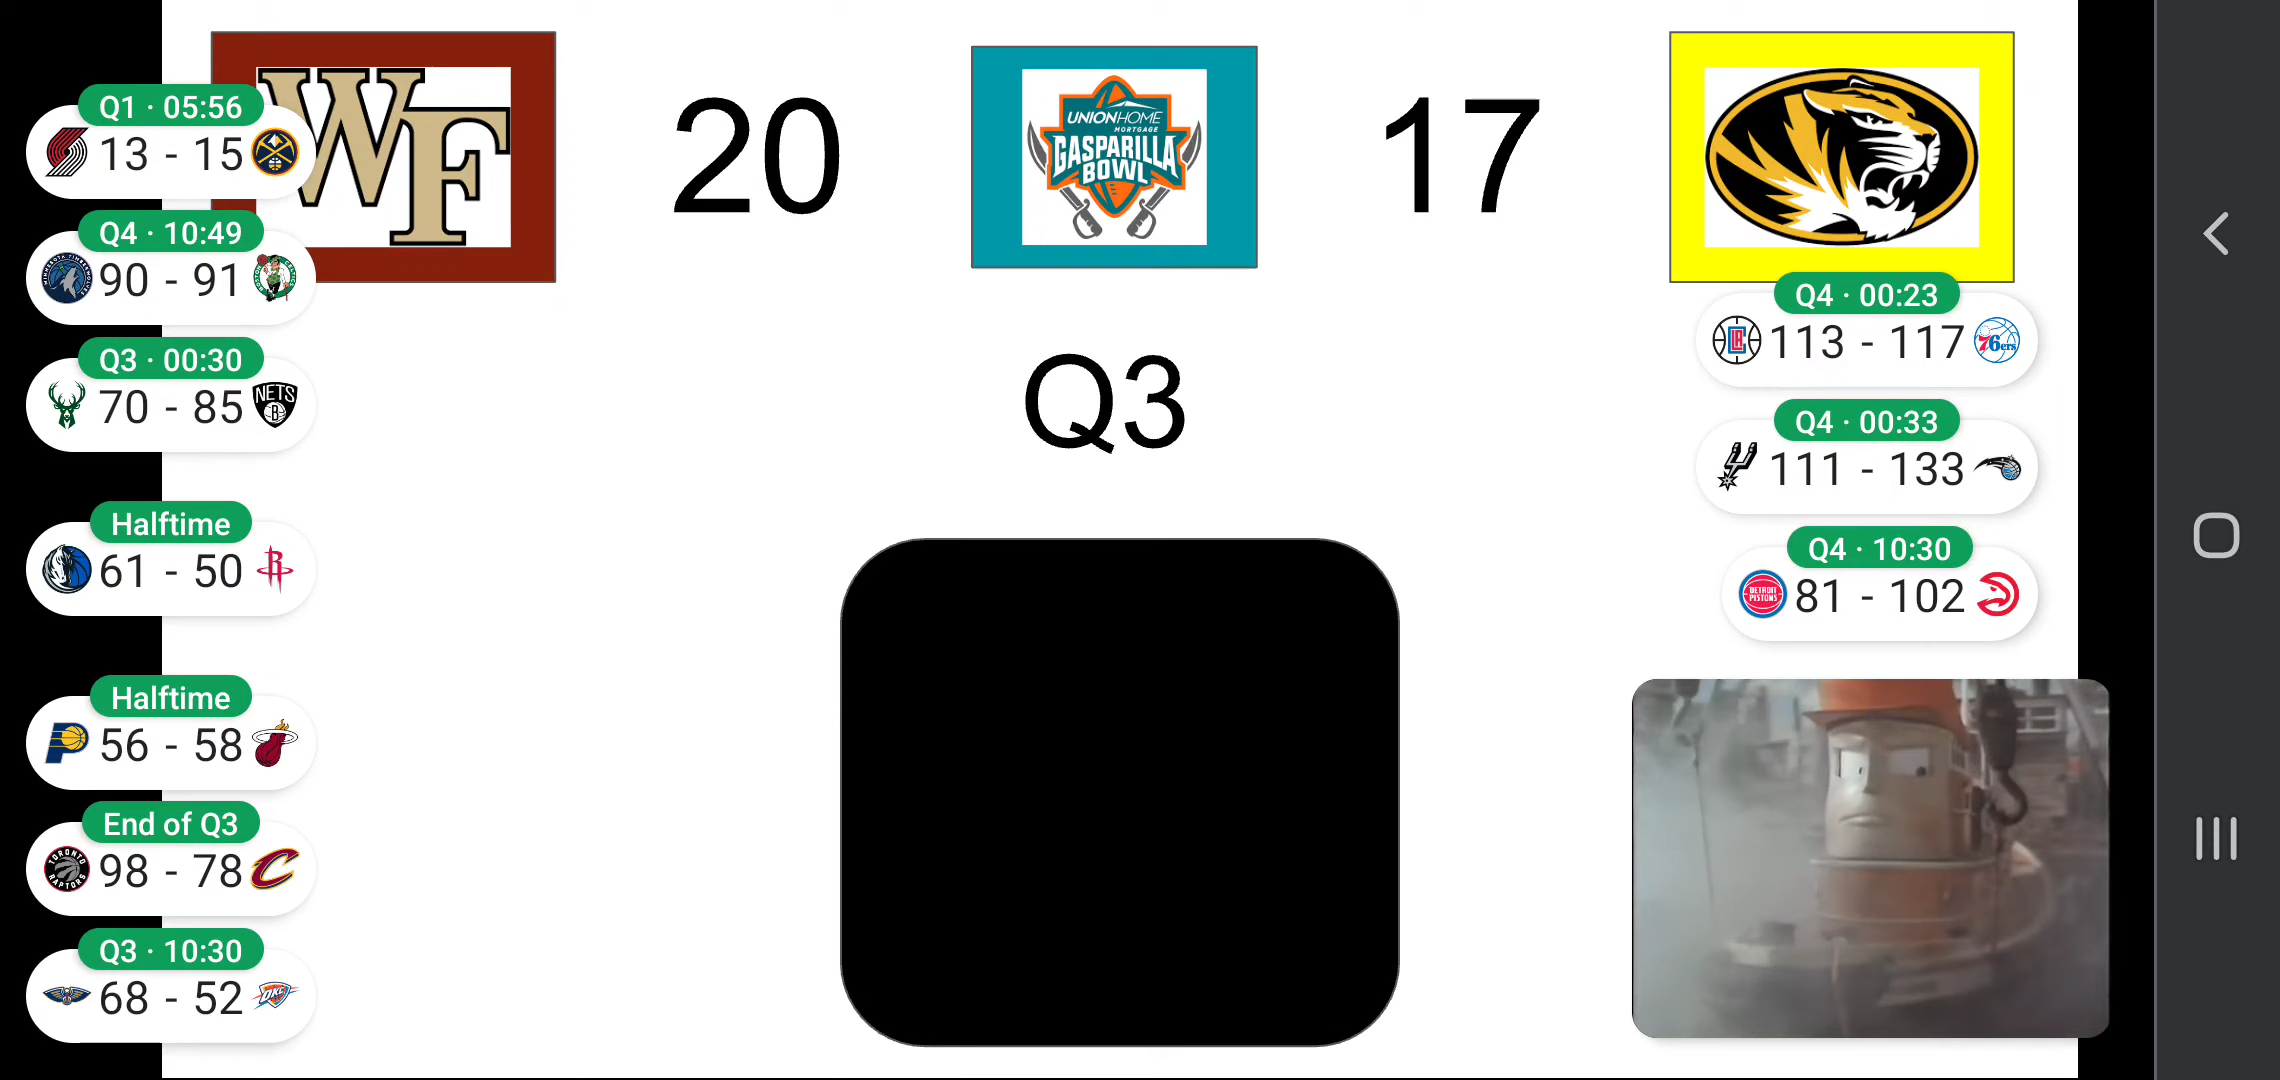 Q1 · 05:56
13 - 15
WF
20
UNION HOME
MORTGAGE
GASPARILLA
BOWL
17
Q4 · 10:49
MINNESOTA TIMBERWOLVES
90 - 91
Q3 · 00:30
70 - 85
NETS
B
Q3
Q4 · 00:23
LA
113 - 117
76ers
Q4 · 00:33
111 - 133
Q4 · 10:30
DETROIT
PISTONS
81 - 102
Halftime
61 - 50
R
Halftime
P
56 - 58
End of Q3
TORONTO
RAPTORS
98 - 78
C
Q3 · 10:30
68 - 52
OKC